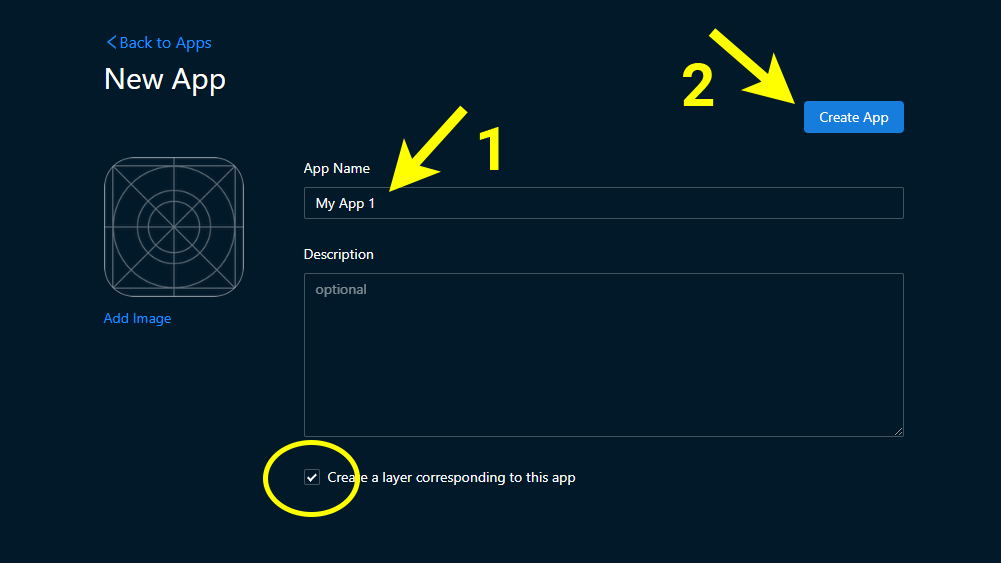 Back to Apps
New App
2
Create App
1
App Name
My App 1
Description
optional
Add Image
Create a layer corresponding to this app